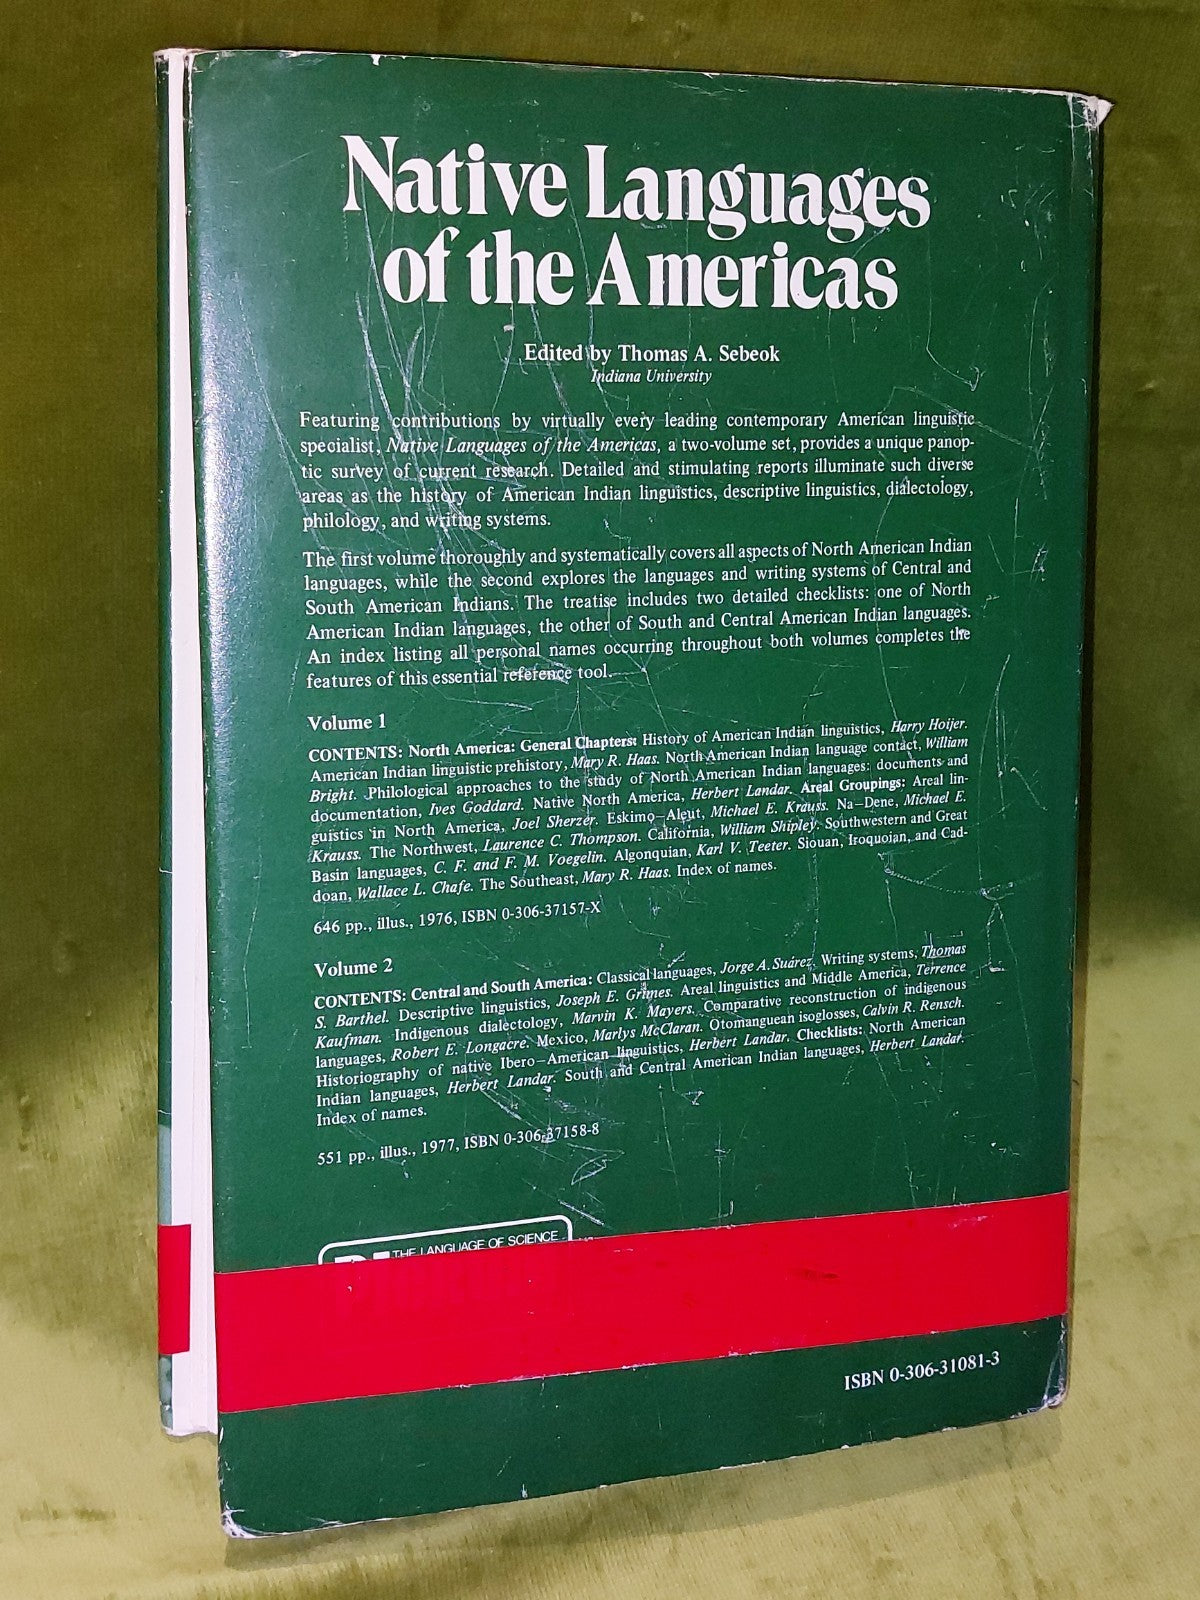 Native Languages
of the Americas
Edited by Thomas A. Sebeok
Indiana University
Featuring contributions by virtually every leading contemporary American linguistic
specialist, Native Languages of the Americas, a two-volume set, provides a unique panop-
tic survey of current research. Detailed and stimulating reports illuminate such diverse
areas as the history of American Indian linguistics, descriptive linguistics, dialectology,
philology, and writing systems.
The first volume thoroughly and systematically covers all aspects of North American Indian
languages, while the second explores the languages and writing systems of Central and
South American Indians. The treatise includes two detailed checklists: one of North
American Indian languages, the other of South and Central American Indian languages.
An index listing all personal names occurring throughout both volumes completes the
features of this essential reference tool.
Volume 1
CONTENTS: North America: General Chapters: History of American Indian linguistics, Harry Hoijer.
American Indian linguistic prehistory, Mary R. Haas. North American Indian language contact, William
Bright. Philological approaches to the study of North American Indian languages: documents and
documentation, Ives Goddard. Native North America, Herbert Landar. Areal Groupings: Areal lin-
guistics in North America, Joel Sherzer. Eskimo–Aleut, Michael E. Krauss. Na–Dene, Michael E.
Krauss. The Northwest, Laurence C. Thompson. California, William Shipley. Southwestern and Great
Basin languages, C. F. and F. M. Voegelin. Algonquian, Karl V. Teeter. Siouan, Iroquoian, and Cad-
doan, Wallace L. Chafe. The Southeast, Mary R. Haas. Index of names.
646 pp., illus., 1976, ISBN 0-306-37157-X
Volume 2
CONTENTS: Central and South America: Classical languages, Jorge A. Suárez. Writing systems, Thomas
S. Barthel. Descriptive linguistics, Joseph E. Grimes. Areal linguistics and Middle America, Terrence
Kaufman. Indigenous dialectology, Marvin K. Mayers. Comparative reconstruction of indigenous
languages, Robert E. Longacre. Mexico, Marlys McClaran. Otomanguean isoglosses, Calvin R. Rensch.
Historiography of native Ibero–American linguistics, Herbert Landar. Checklists: North American
Indian languages, Herbert Landar. South and Central American Indian languages, Herbert Landar.
Index of names.
551 pp., illus., 1977, ISBN 0-306-37158-8
THE LANGUAGE OF SCIENCE
ISBN 0-306-31081-3